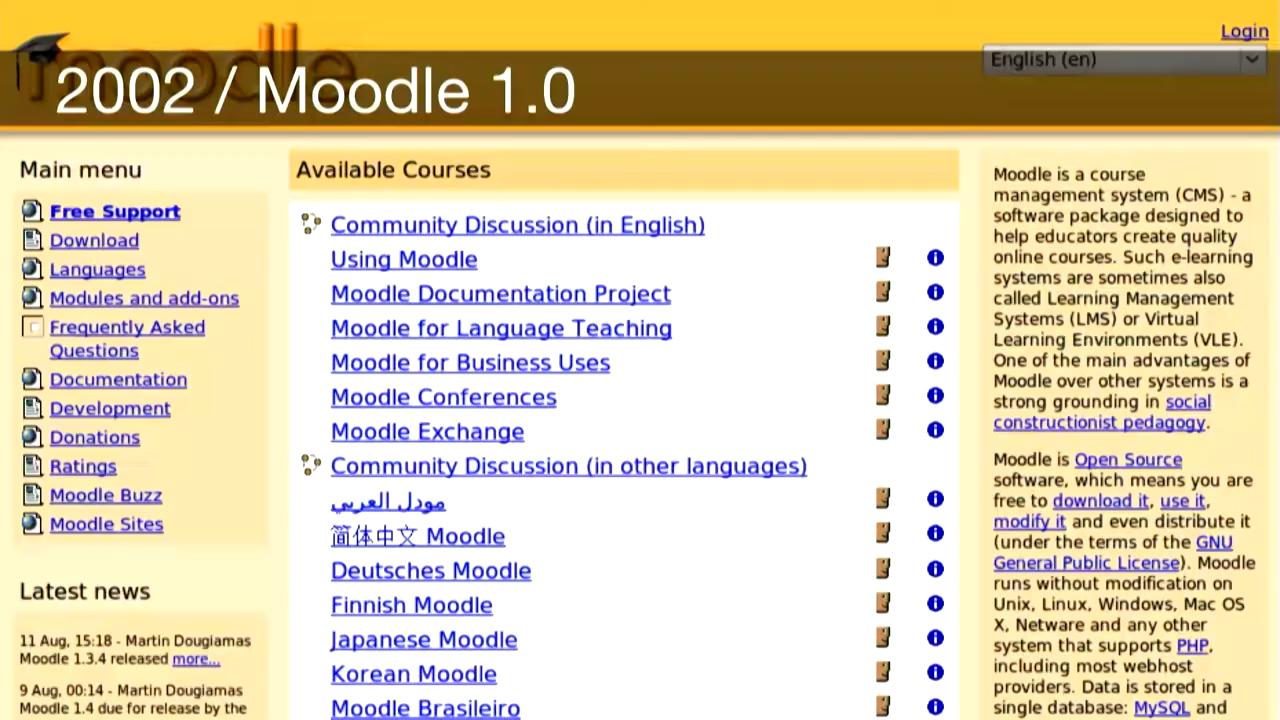 moodle
Login
English (en)
2002 / Moodle 1.0
Main menu
Free Support
Download
Languages
Modules and add-ons
Frequently Asked
Questions
Documentation
Development
Donations
Ratings
Moodle Buzz
Moodle Sites
Latest news
11 Aug, 15:18 - Martin Dougiamas
Moodle 1.3.4 released more...
9 Aug, 00:14 - Martin Dougiamas
Moodle 1.4 due for release by the
Available Courses
Community Discussion (in English)
Using Moodle
Moodle Documentation Project
Moodle for Language Teaching
Moodle for Business Uses
Moodle Conferences
Moodle Exchange
Community Discussion (in other languages)
مودل العربي
简体中文 Moodle
Deutsches Moodle
Finnish Moodle
Japanese Moodle
Korean Moodle
Moodle Brasileiro
Moodle is a course
management system (CMS) - a
software package designed to
help educators create quality
online courses. Such e-learning
systems are sometimes also
called Learning Management
Systems (LMS) or Virtual
Learning Environments (VLE).
One of the main advantages of
Moodle over other systems is a
strong grounding in social
constructionist pedagogy.
Moodle is Open Source
software, which means you are
free to download it, use it,
modify it and even distribute it
(under the terms of the GNU
General Public License). Moodle
runs without modification on
Unix, Linux, Windows, Mac OS
X, Netware and any other
system that supports PHP,
including most webhost
providers. Data is stored in a
single database: MySQL and